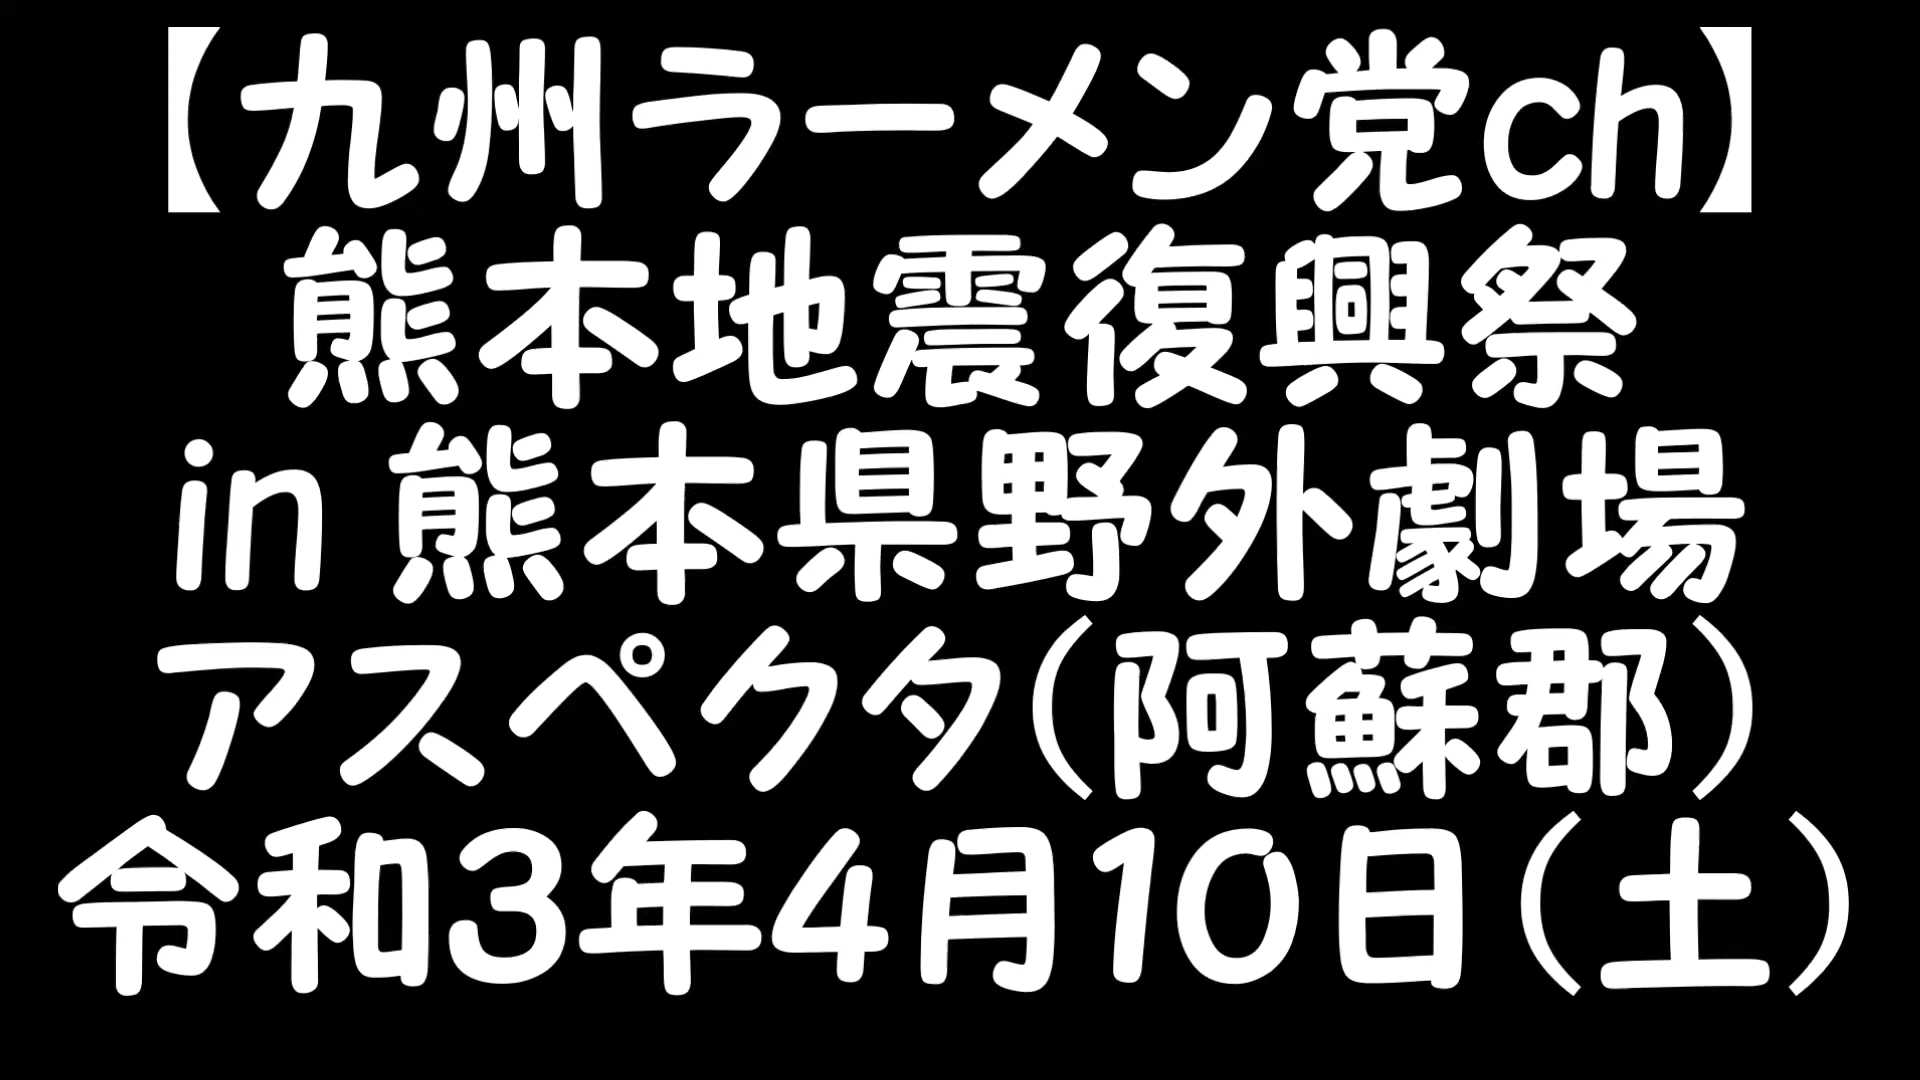 【九州ラーメン党ch】
熊本地震復興祭
in 熊本県野外劇場
アスペクタ(阿蘇郡)
令和3年4月10日(土)